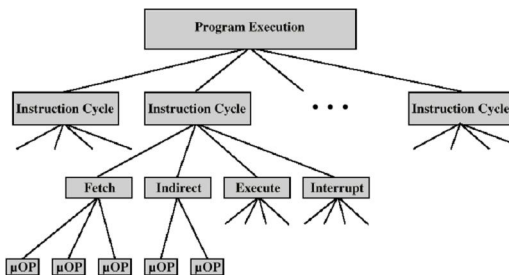 Program Execution
Instruction Cycle
Instruction Cycle
Instruction Cycle
Fetch
Indirect
Execute
Interrupt
µOP
µOP
µOP
µOP
µOP